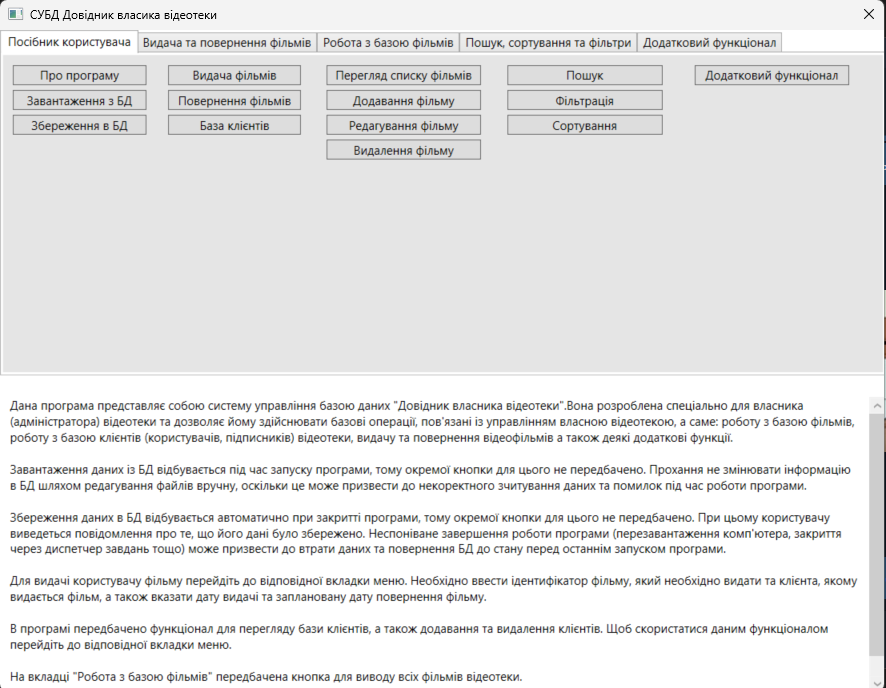 СУБД Довідник власика відеотеки
Посібник користувача Видача та повернення фільмів Робота з базою фільмів Пошук, сортування та фільтри Додатковий функціонал
Про програму Видача фільмів Перегляд списку фільмів Пошук Додатковий функціонал
Завантаження з БД Повернення фільмів Додавання фільму Фільтрація
Збереження в БД База клієнтів Редагування фільму Сортування
Видалення фільму
Дана програма представляє собою систему управління базою даних "Довідник власника відеотеки".Вона розроблена спеціально для власника
(адміністратора) відеотеки та дозволяє йому здійснювати базові операції, пов'язані із управлінням власною відеотекою, а саме: роботу з базою фільмів,
роботу з базою клієнтів (користувачів, підписників) відеотеки, видачу та повернення відеофільмів а також деякі додаткові функції.
Завантаження даних із БД відбувається під час запуску програми, тому окремої кнопки для цього не передбачено. Прохання не змінювати інформацію
в БД шляхом редагування файлів вручну, оскільки це може призвести до некоректного зчитування даних та помилок під час роботи програми.
Збереження даних в БД відбувається автоматично при закритті програми, тому окремої кнопки для цього не передбачено. При цьому користувачу
виведеться повідомлення про те, що його дані було збережено. Неспоніване завершення роботи програми (перезавантаження комп'ютера, закриття
через диспетчер завдань тощо) може призвести до втрати даних та повернення БД до стану перед останнім запуском програми.
Для видачі користувачу фільму перейдіть до відповідної вкладки меню. Необхідно ввести ідентифікатор фільму, який необхідно видати та клієнта, якому
видається фільм, а також вказати дату видачі та заплановану дату повернення фільму.
В програмі передбачено функціонал для перегляду бази клієнтів, а також додавання та видалення клієнтів. Щоб скористатися даним функціоналом
перейдіть до відповідної вкладки меню.
На вкладці "Робота з базою фільмів" передбачена кнопка для виводу всіх фільмів відеотеки.